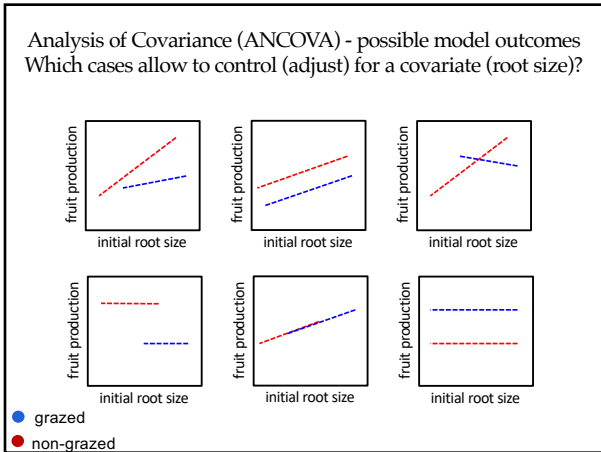 Analysis of Covariance (ANCOVA) - possible model outcomes
Which cases allow to control (adjust) for a covariate (root size)?
fruit production
initial root size
fruit production
initial root size
fruit production
initial root size
fruit production
initial root size
fruit production
initial root size
fruit production
initial root size
grazed
non-grazed